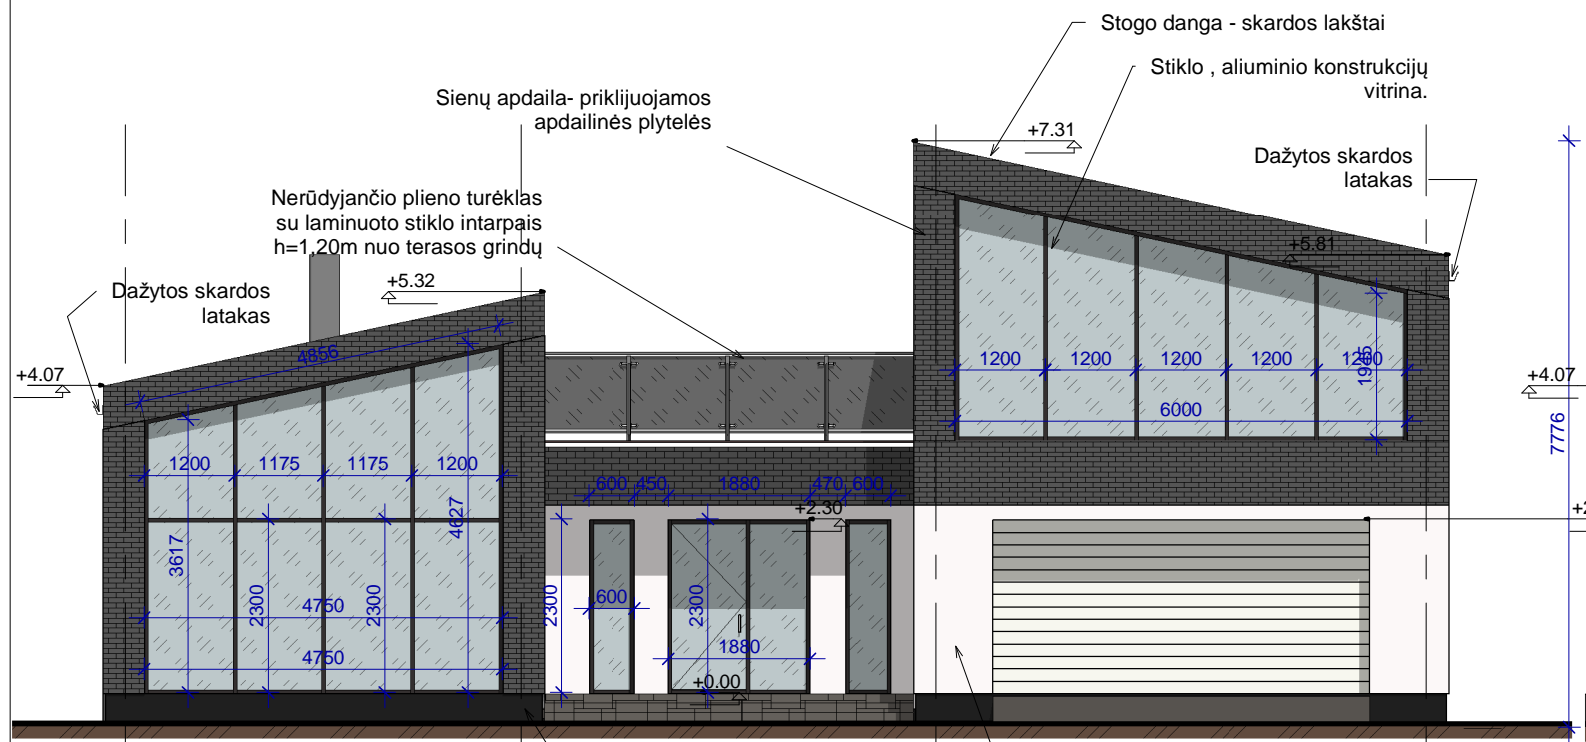 Stogo danga - skardos lakštai
Stiklo , aliuminio konstrukcijų
vitrina.
Sienų apdaila- priklijuojamos
apdailinės plytelės
+7.31
Dažytos skardos
latakas
Nerūdyjančio plieno turėklas
su laminuoto stiklo intarpais
h=1,20m nuo terasos grindų
+5.81
Dažytos skardos
latakas
+5.32
4856
+4.07
1200
1200
1200
1200
1200
1945
+4.07
6000
7776
1200
1175
1175
1200
4627
3617
600
450
1880
470
600
+2.30
2300
4750
2300
2300
600
2300
1880
4750
+0.00